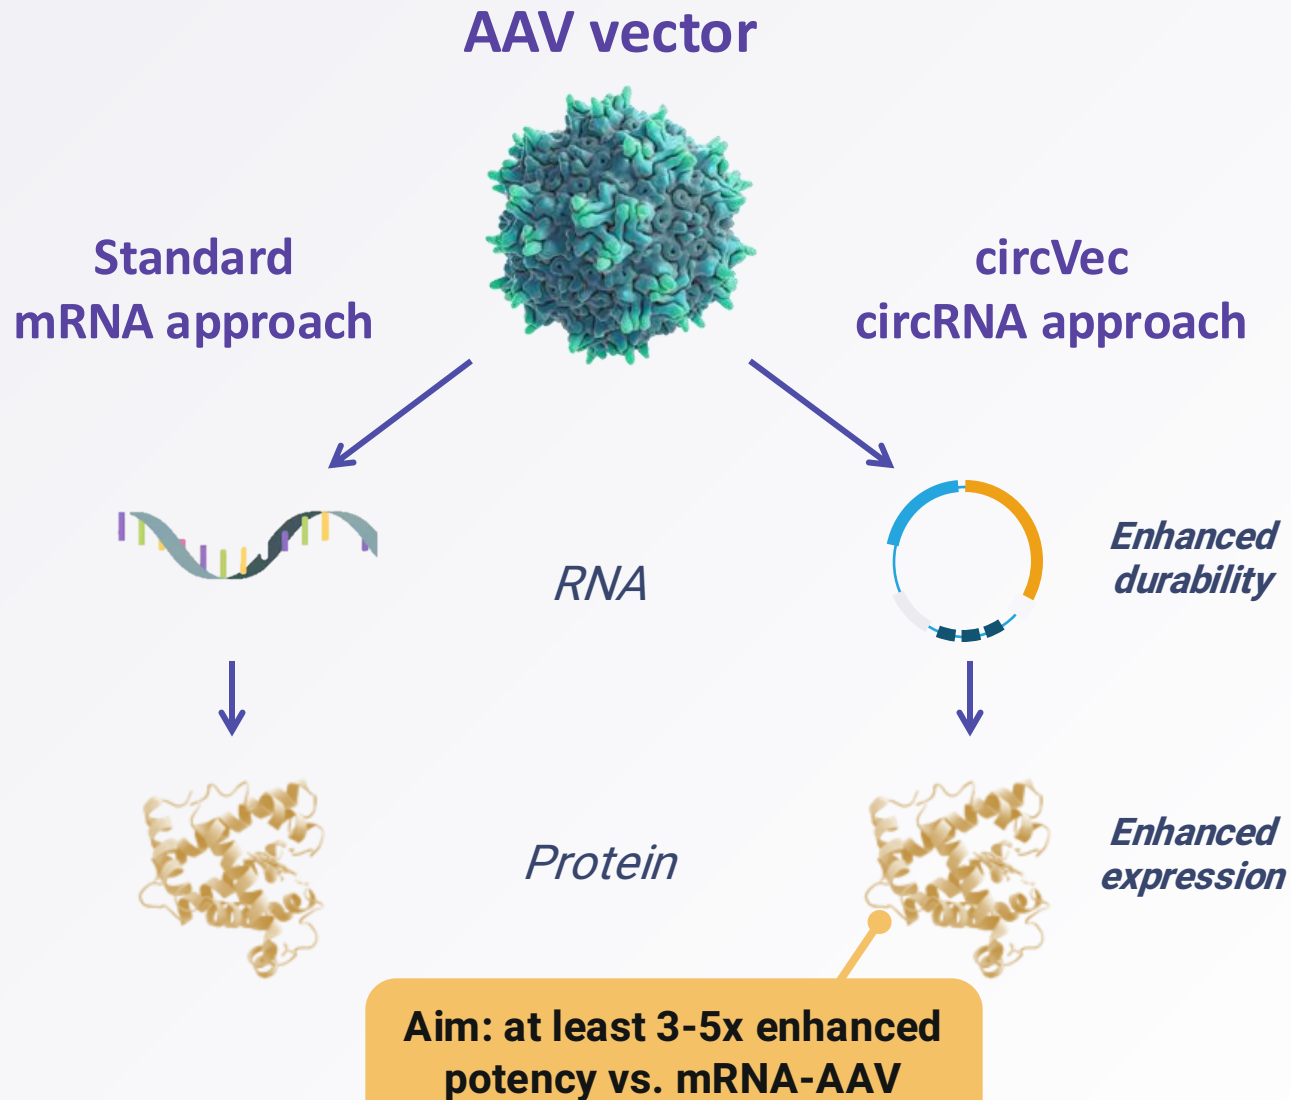 AAV vector
Standard
mRNA approach
circVec
circRNA approach
RNA
Enhanced
durability
Protein
Enhanced
expression
Aim: at least 3-5x enhanced
potency vs. mRNA-AAV